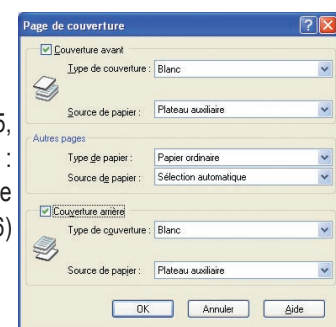 Page de couverture
Couverture avant
Type de couverture : Blanc
Source de papier : Plateau auxiliaire
5,
Autres pages
:
Type de papier : Papier ordinaire
e
Source de papier : Sélection automatique
6)
Couverture arrière
Type de couverture : Blanc
Source de papier : Plateau auxiliaire
OK Annuler Aide